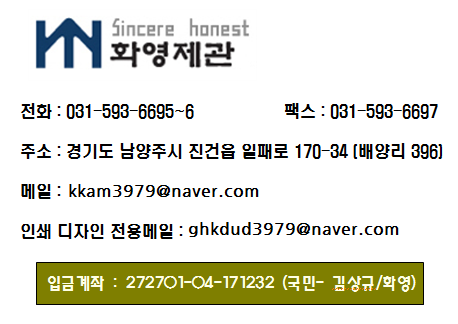 Sincere honest
화영제관
전화 : 031-593-6695~6 팩스 : 031-593-6697
주소 : 경기도 남양주시 진건읍 일패로 170-34 (배양리 396)
메일 : kkam3979@naver.com
인쇄 디자인 전용메일 : ghkdud3979@naver.com
입금계좌 : 272701-04-171232 (국민- 김상규/화영)